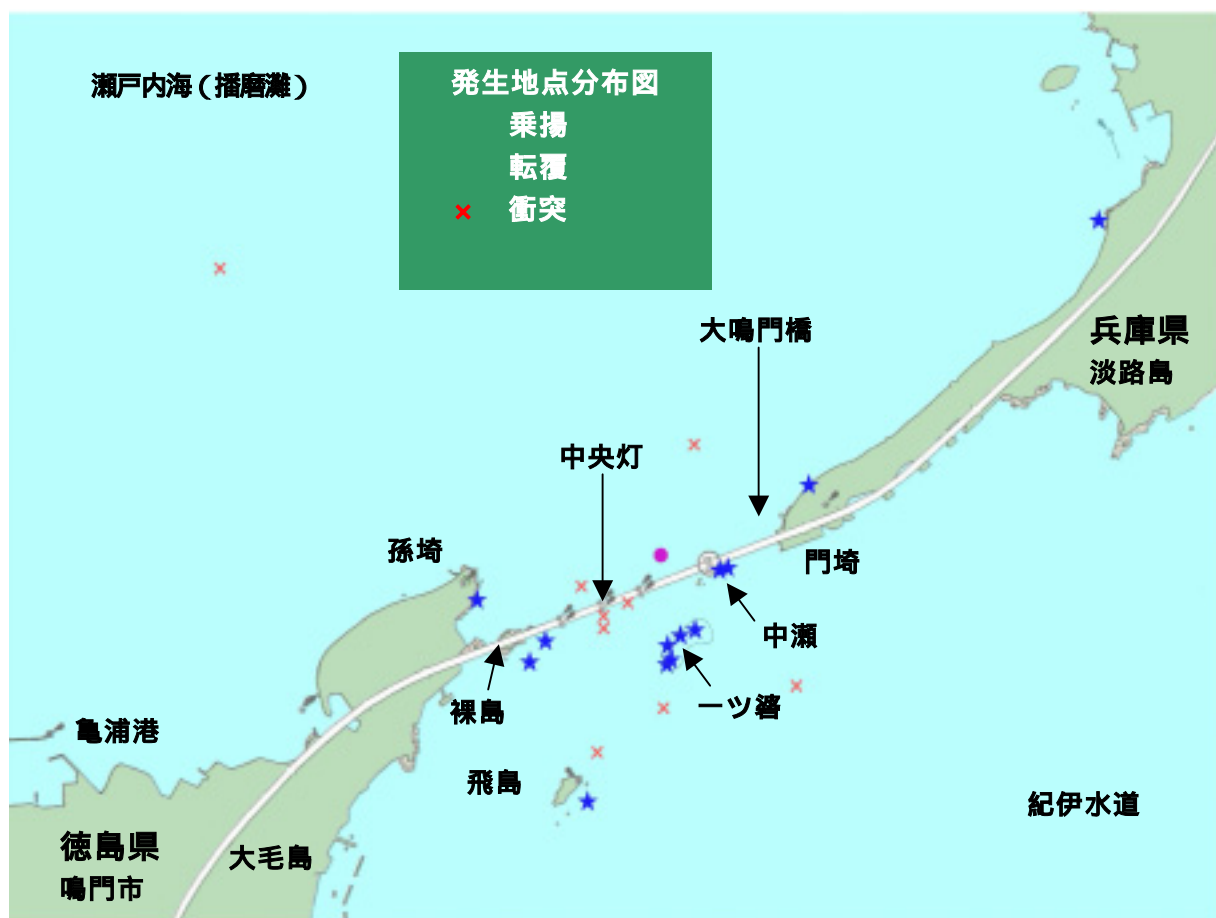 瀬戸内海（播磨灘）
発生地点分布図
乗揚
転覆
× 衝突
大鳴門橋
兵庫県
淡路島
中央灯
孫埼
門埼
中瀬
裸島
一ツ碆
亀浦港
飛島
紀伊水道
徳島県
大毛島
鳴門市